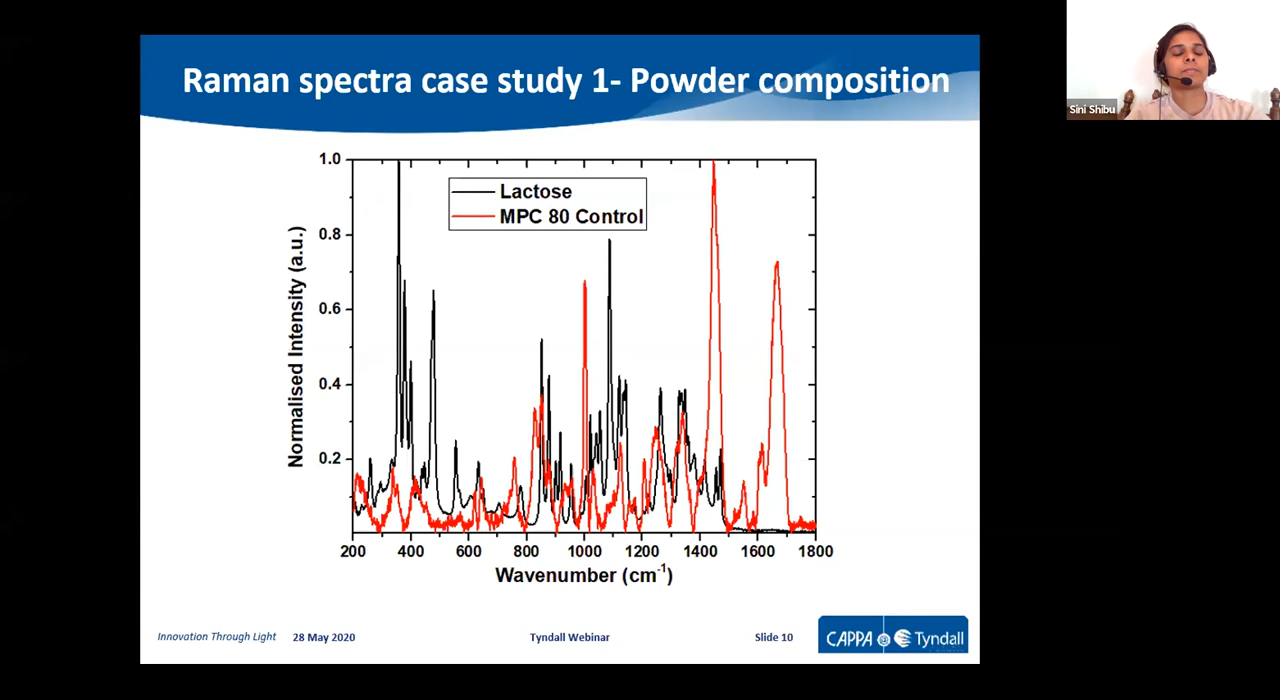 Raman spectra case study 1- Powder composition
Sini Shibu
Lactose
MPC 80 Control
Normalised Intensity (a.u.)
1.0
0.8
0.6
0.4
0.2
200 400 600 800 1000 1200 1400 1600 1800
Wavenumber (cm-1)
Innovation Through Light 28 May 2020 Tyndall Webinar Slide 10
CAPPA Tyndall